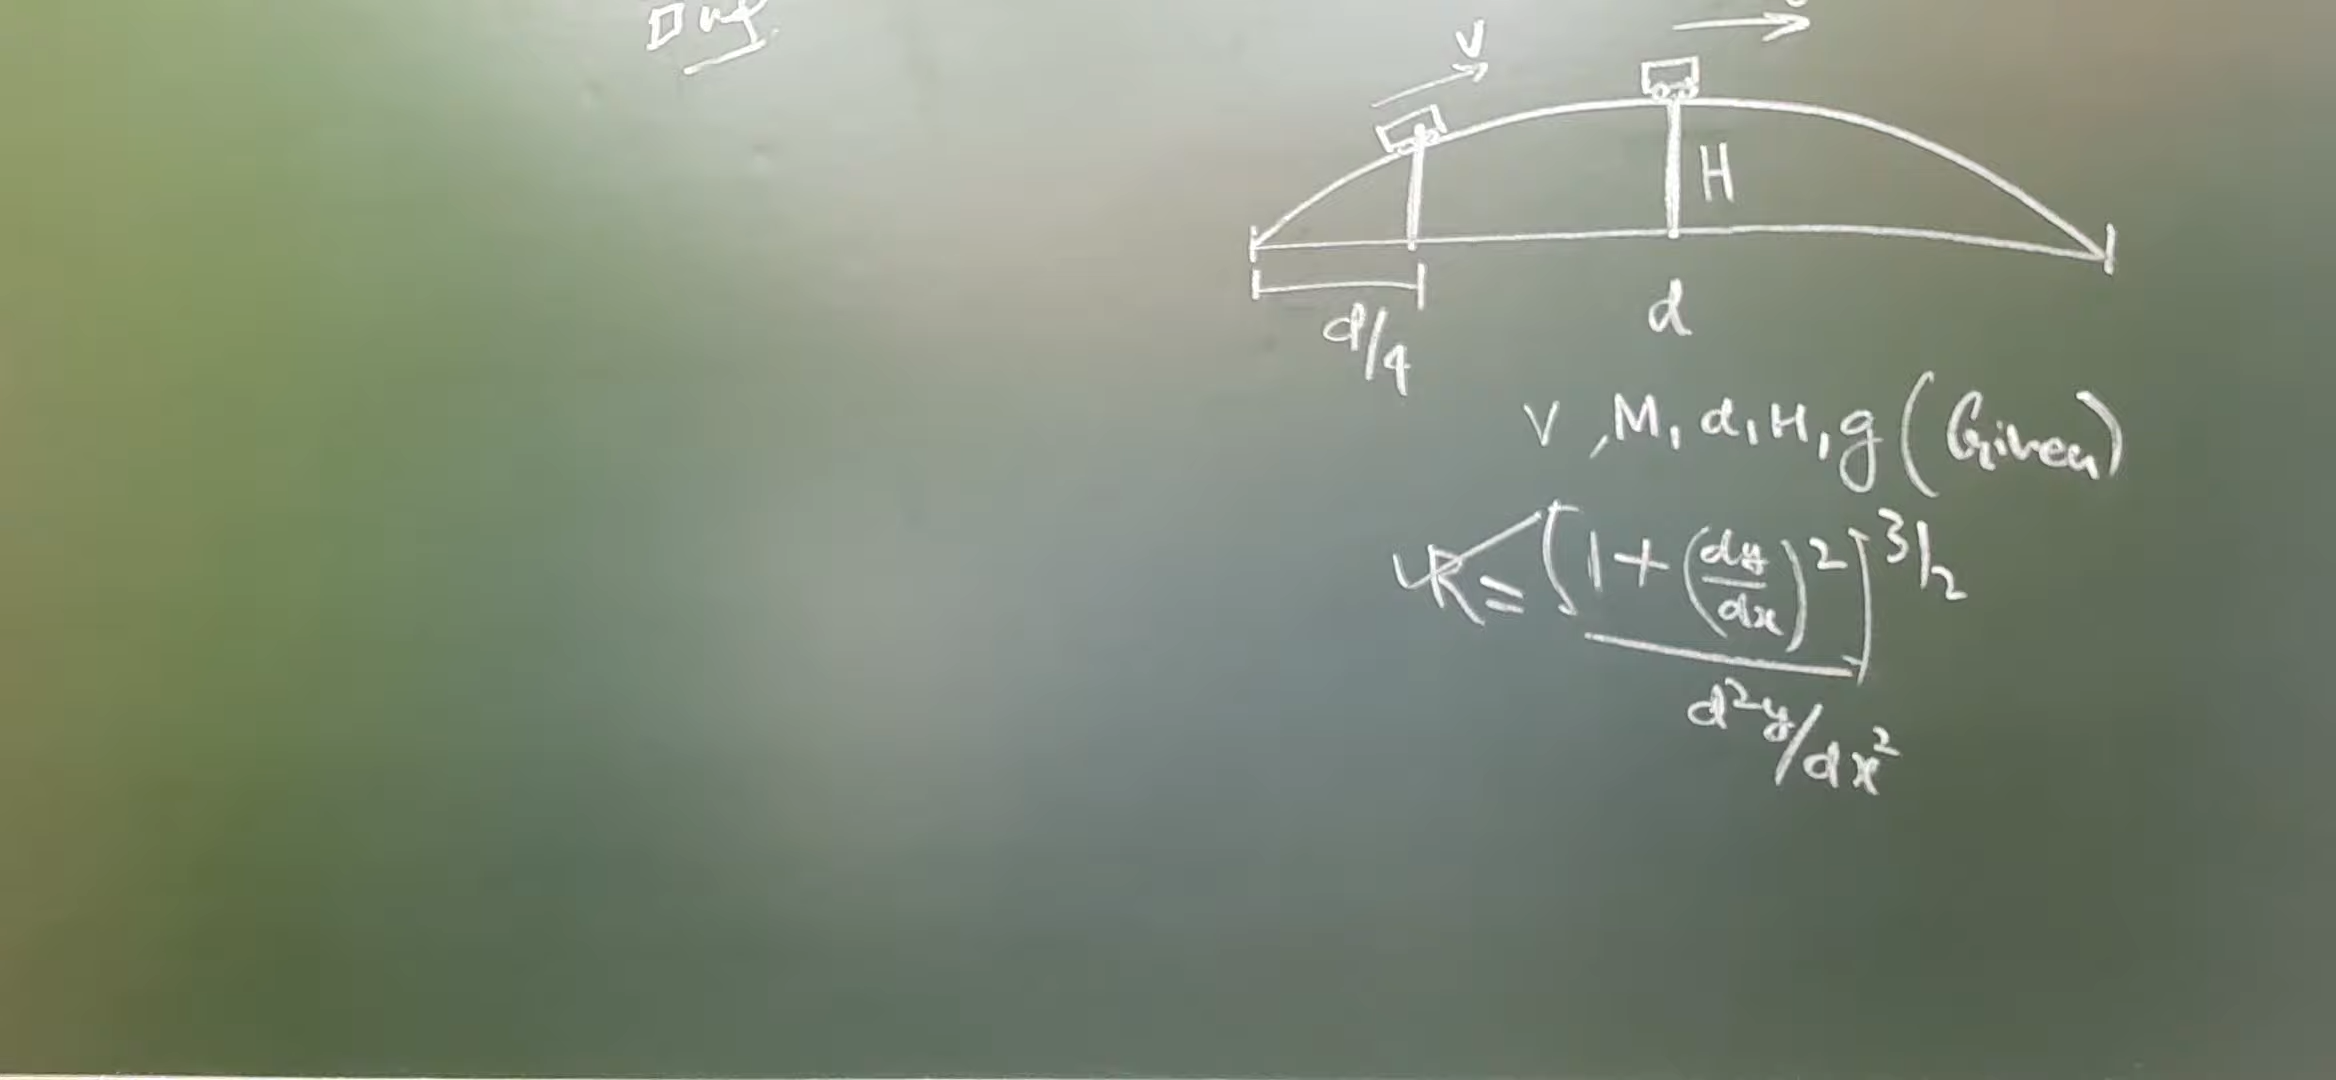 V
H
d/4
d
V, M, d, H, g (Given)
R = [1 + (dy/dx)2]3/2
d2y/dx2